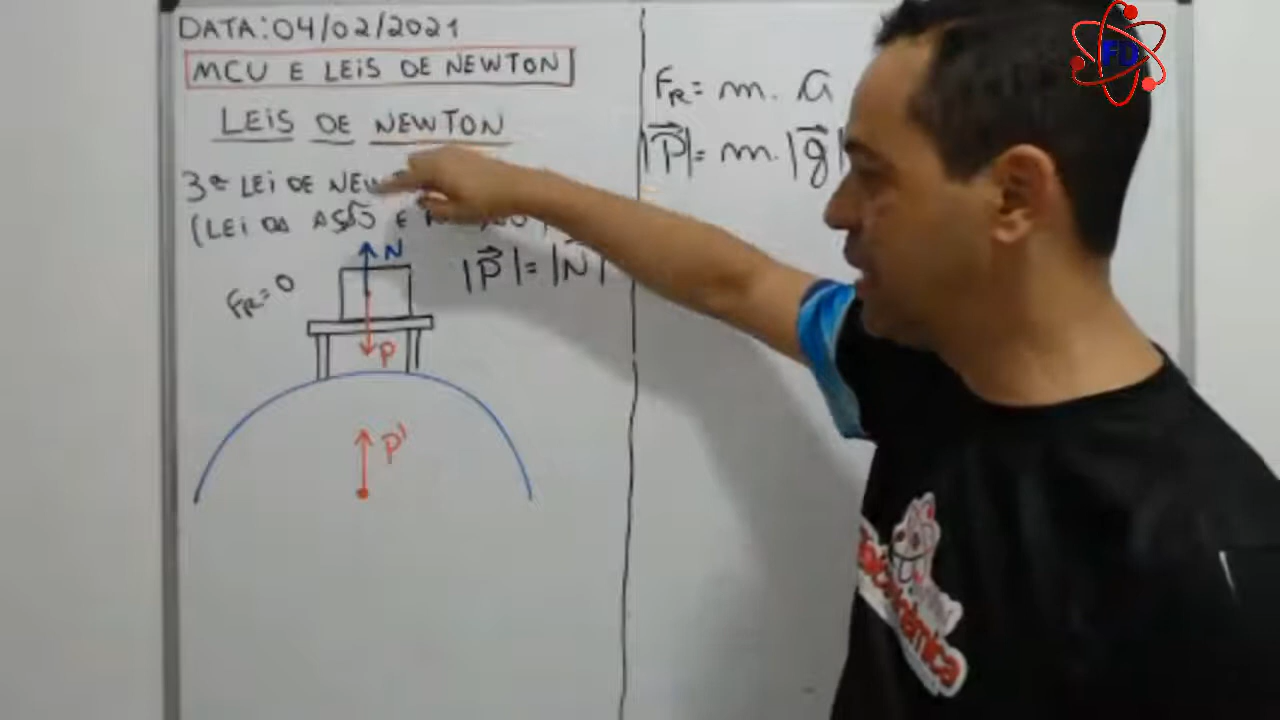 DATA: 04/02/2021
MCU E LEIS DE NEWTON
LEIS DE NEWTON
3ª LEI DE
(LEI DA AÇÃO E
N
FR = 0
|P| = |N|
P
P'
FR = m. a
|P| = m. |g|
FD